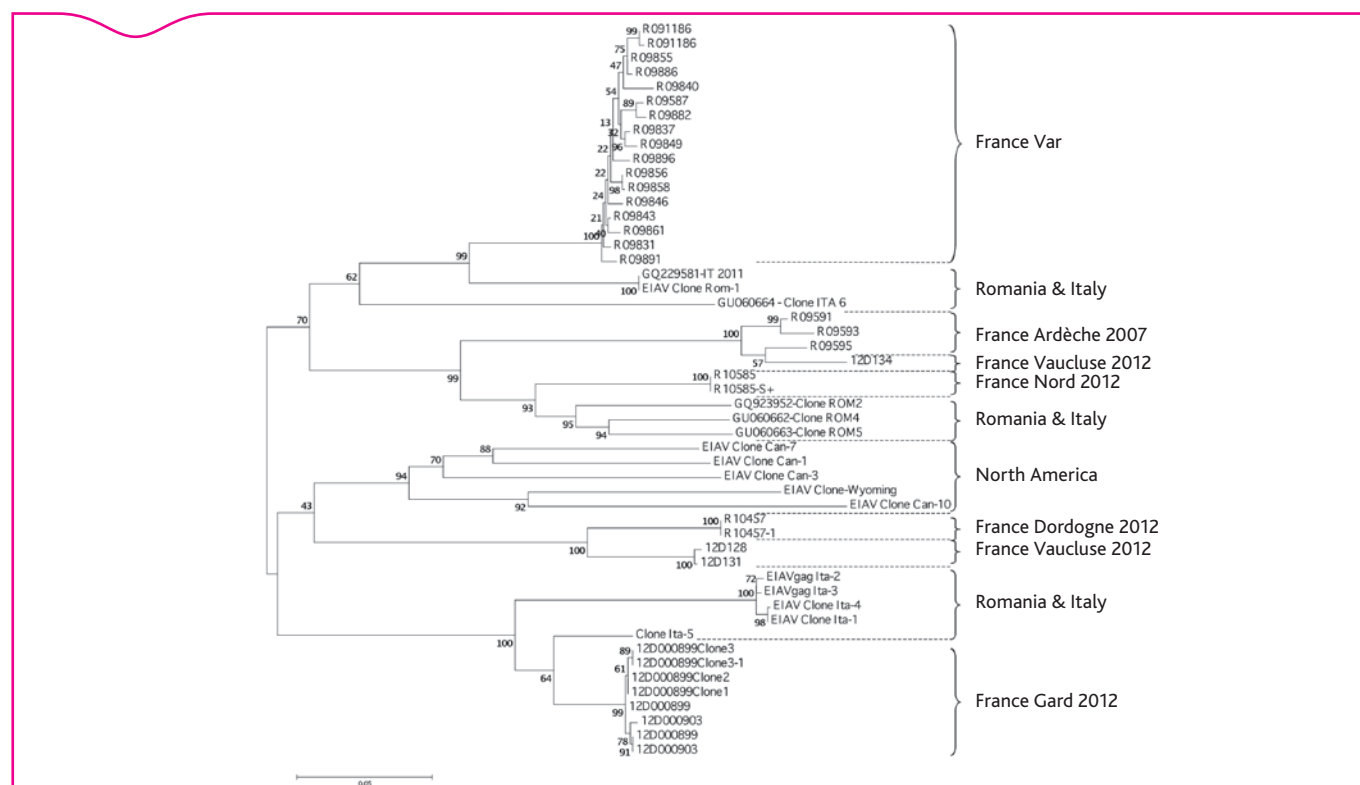 R091186
99
R091186
75
R09855
47
R09886
R09840
54
R09587
89
R09882
13
R09837
32
R09849
96
22
R09896
France Var
22
R09856
98
R09858
24
R09846
21
R09843
R09861
40
100
R09831
R09891
99
GQ229581-IT 2011
62
100
EIAV Clone Rom-1
Romania & Italy
GU060664 - Clone ITA 6
70
R09591
99
R09593
France Ardèche 2007
100
R09595
57
12D134
France Vaucluse 2012
99
R10585
100
R10585-S+
France Nord 2012
93
GQ923952-Clone ROM2
95
GU060662-Clone ROM4
Romania & Italy
94
GU060663-Clone ROM5
88
EIAV Clone Can-7
70
EIAV Clone Can-1
94
EIAV Clone Can-3
North America
EIAV Clone-Wyoming
92
EIAV Clone Can-10
43
R10457
100
R10457-1
France Dordogne 2012
100
12D128
100
12D131
France Vaucluse 2012
72
EIAVgag Ita-2
100
EIAVgag Ita-3
EIAV Clone Ita-4
Romania & Italy
98
EIAV Clone Ita-1
100
Clone Ita-5
64
89
12D000899Clone3
12D000899Clone3-1
61
12D000899Clone2
12D000899Clone1
France Gard 2012
99
12D000899
12D000903
78
12D000899
91
12D000903
0.05